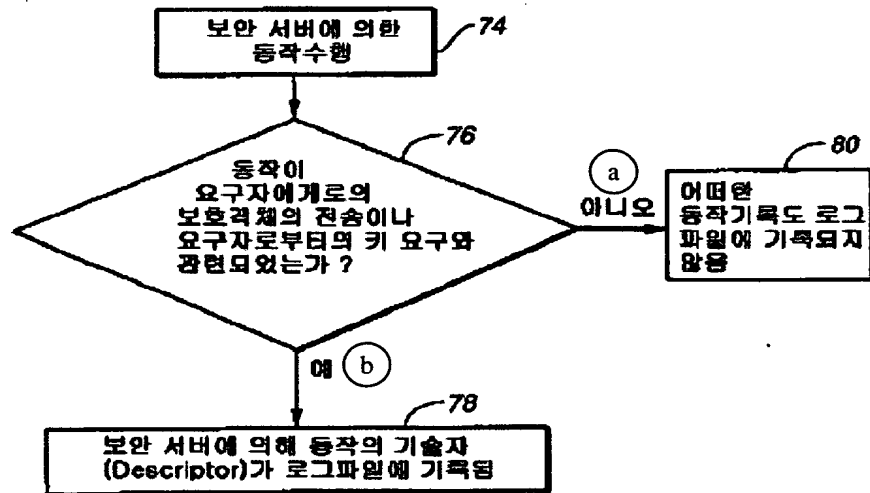 보안 서버에 의한
동작수행
74
76
동작이
요구자에게로의
보호객체의 전송이나
요구자로부터의 키 요구와
관련되었는가 ?
a
아니오
80
어떠한
동작기록도 로그
파일에 기록되지
않음
예
b
78
보안 서버에 의해 동작의 기술자
(Descriptor)가 로그파일에 기록됨